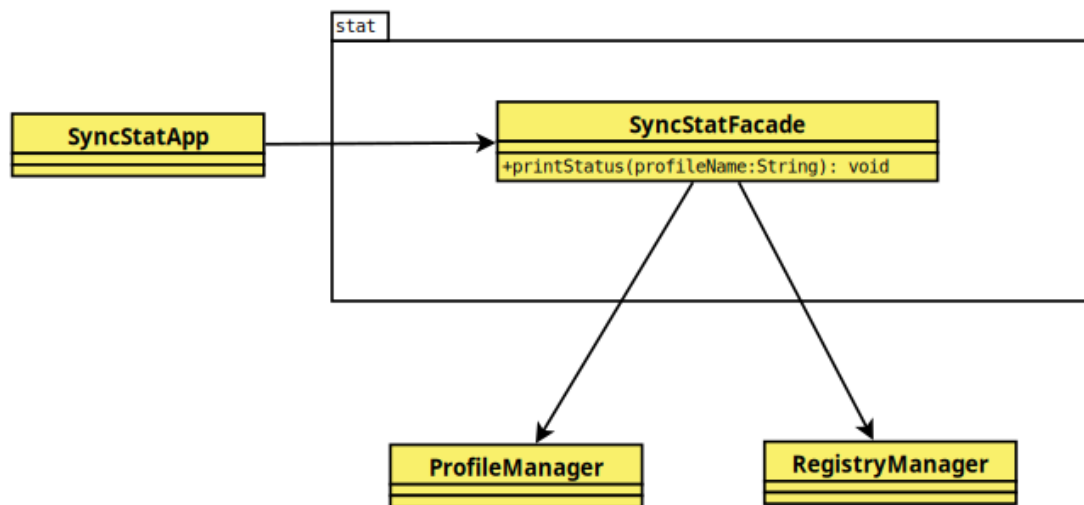 stat
SyncStatApp
SyncStatFacade
+printStatus(profileName:String): void
ProfileManager
RegistryManager